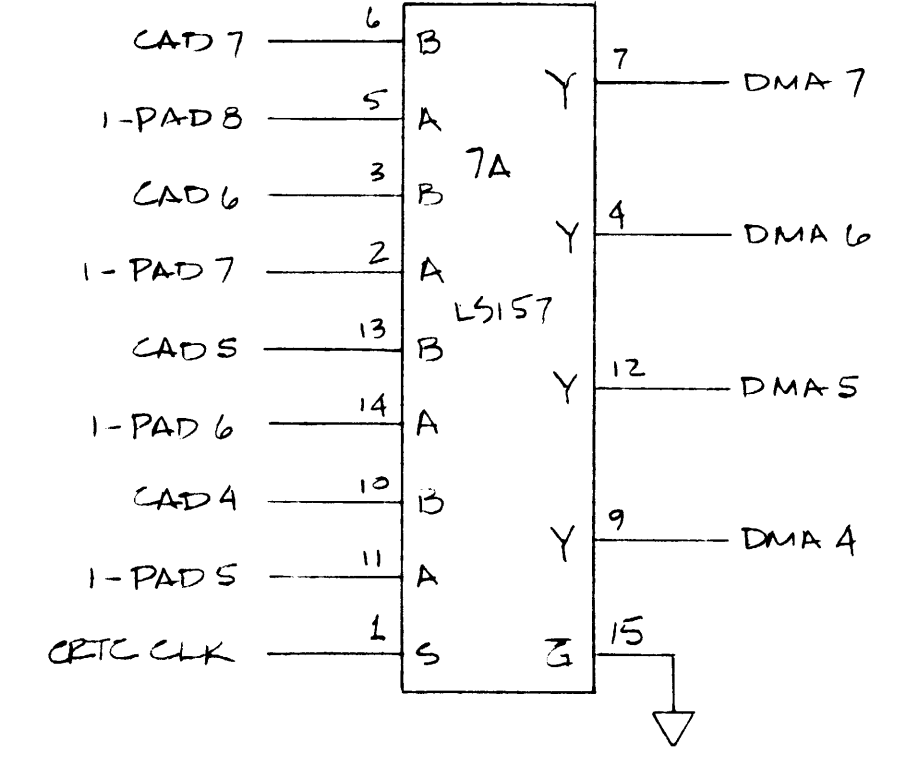 CAD 7 6 B
7
Y DMA 7
1-PAD 8 5 A
7A
CAD 6 3 B
4
Y DMA 6
1-PAD 7 2 A
LS157
CAD 5 13 B
12
Y DMA 5
1-PAD 6 14 A
CAD 4 10 B
9
Y DMA 4
1-PAD 5 11 A
CRTC CLK 1 S G̅ 15